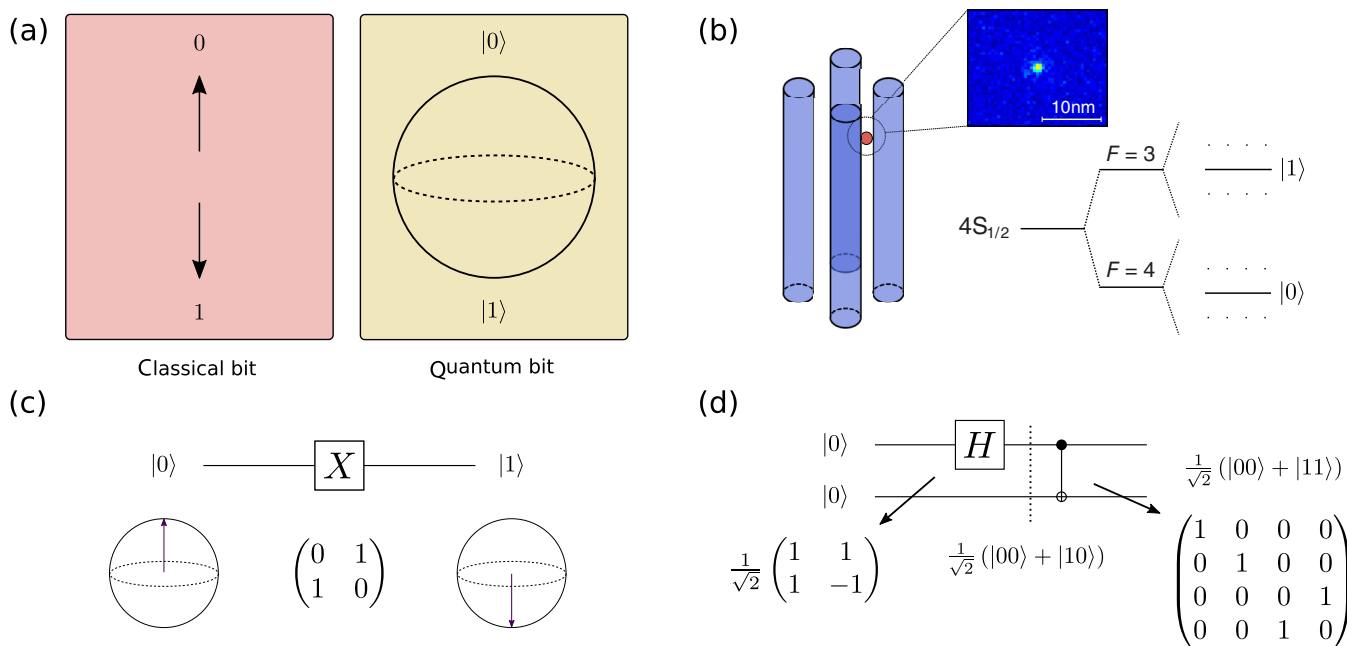 (a)
0
1
Classical bit
|0⟩
|1⟩
Quantum bit
(b)
10nm
4S1/2
F = 3
F = 4
|1⟩
|0⟩
(c)
|0⟩ X |1⟩
0 1
1 0
(d)
|0⟩ H
|0⟩
1/√2 (|00⟩ + |11⟩)
1/√2 (1 1
1 −1)
1/√2 (|00⟩ + |10⟩)
1 0 0 0
0 1 0 0
0 0 0 1
0 0 1 0